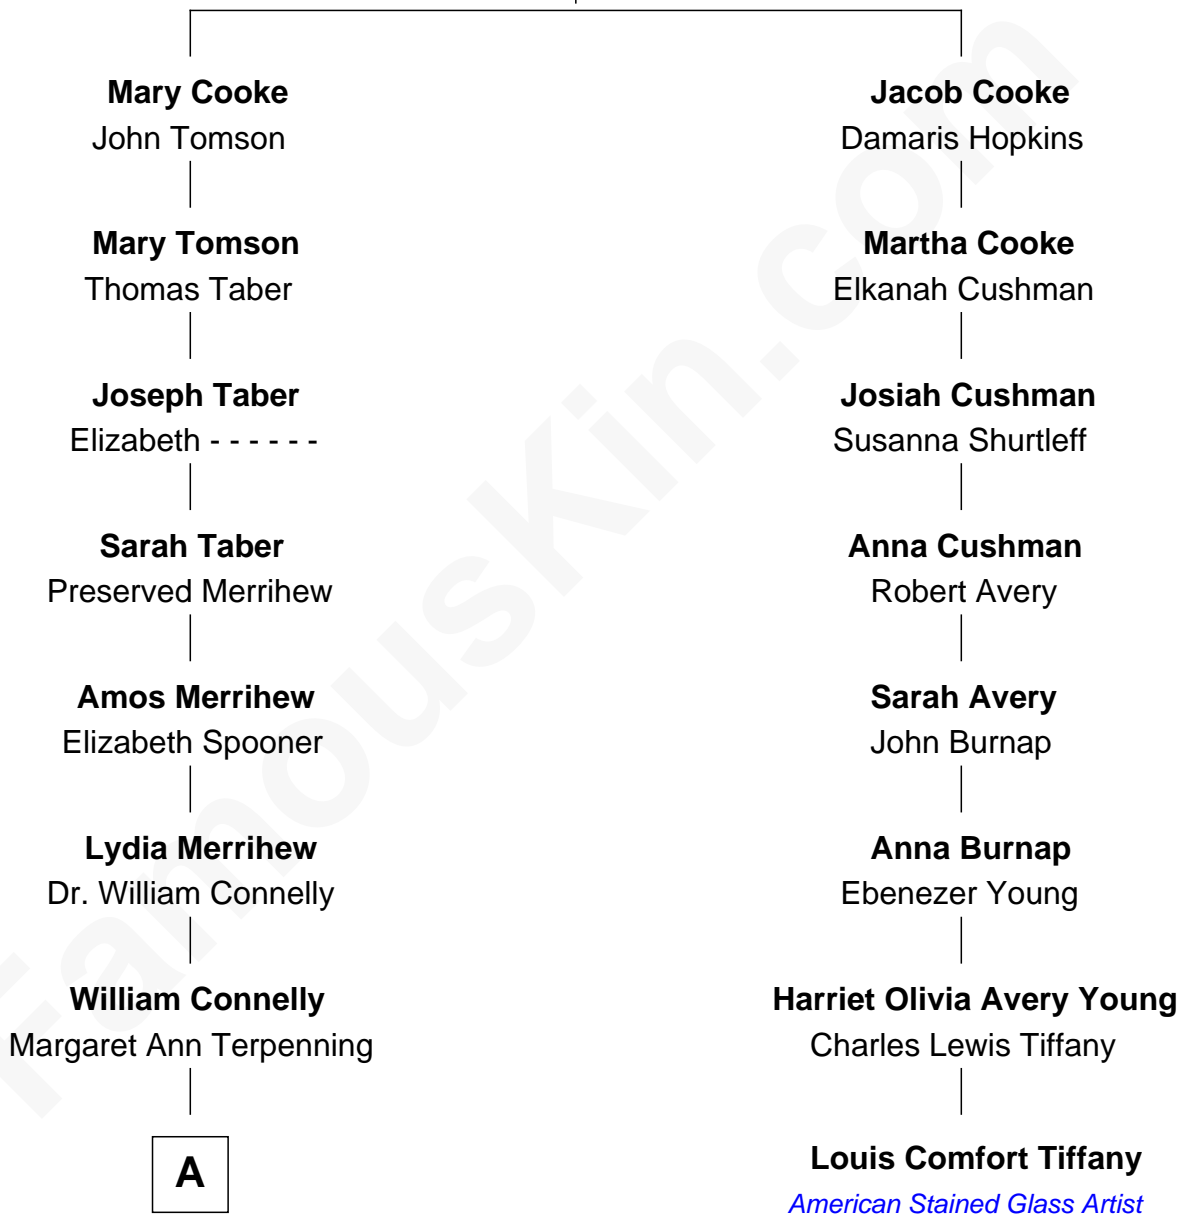 Mary Cooke
John Tomson
Mary Tomson
Thomas Taber
Joseph Taber
Elizabeth - - - - - -
Sarah Taber
Preserved Merrihew
Amos Merrihew
Elizabeth Spooner
Lydia Merrihew
Dr. William Connelly
William Connelly
Margaret Ann Terpenning
A
Jacob Cooke
Damaris Hopkins
Martha Cooke
Elkanah Cushman
Josiah Cushman
Susanna Shurtleff
Anna Cushman
Robert Avery
Sarah Avery
John Burnap
Anna Burnap
Ebenezer Young
Harriet Olivia Avery Young
Charles Lewis Tiffany
Louis Comfort Tiffany
American Stained Glass Artist
FamousKin.com